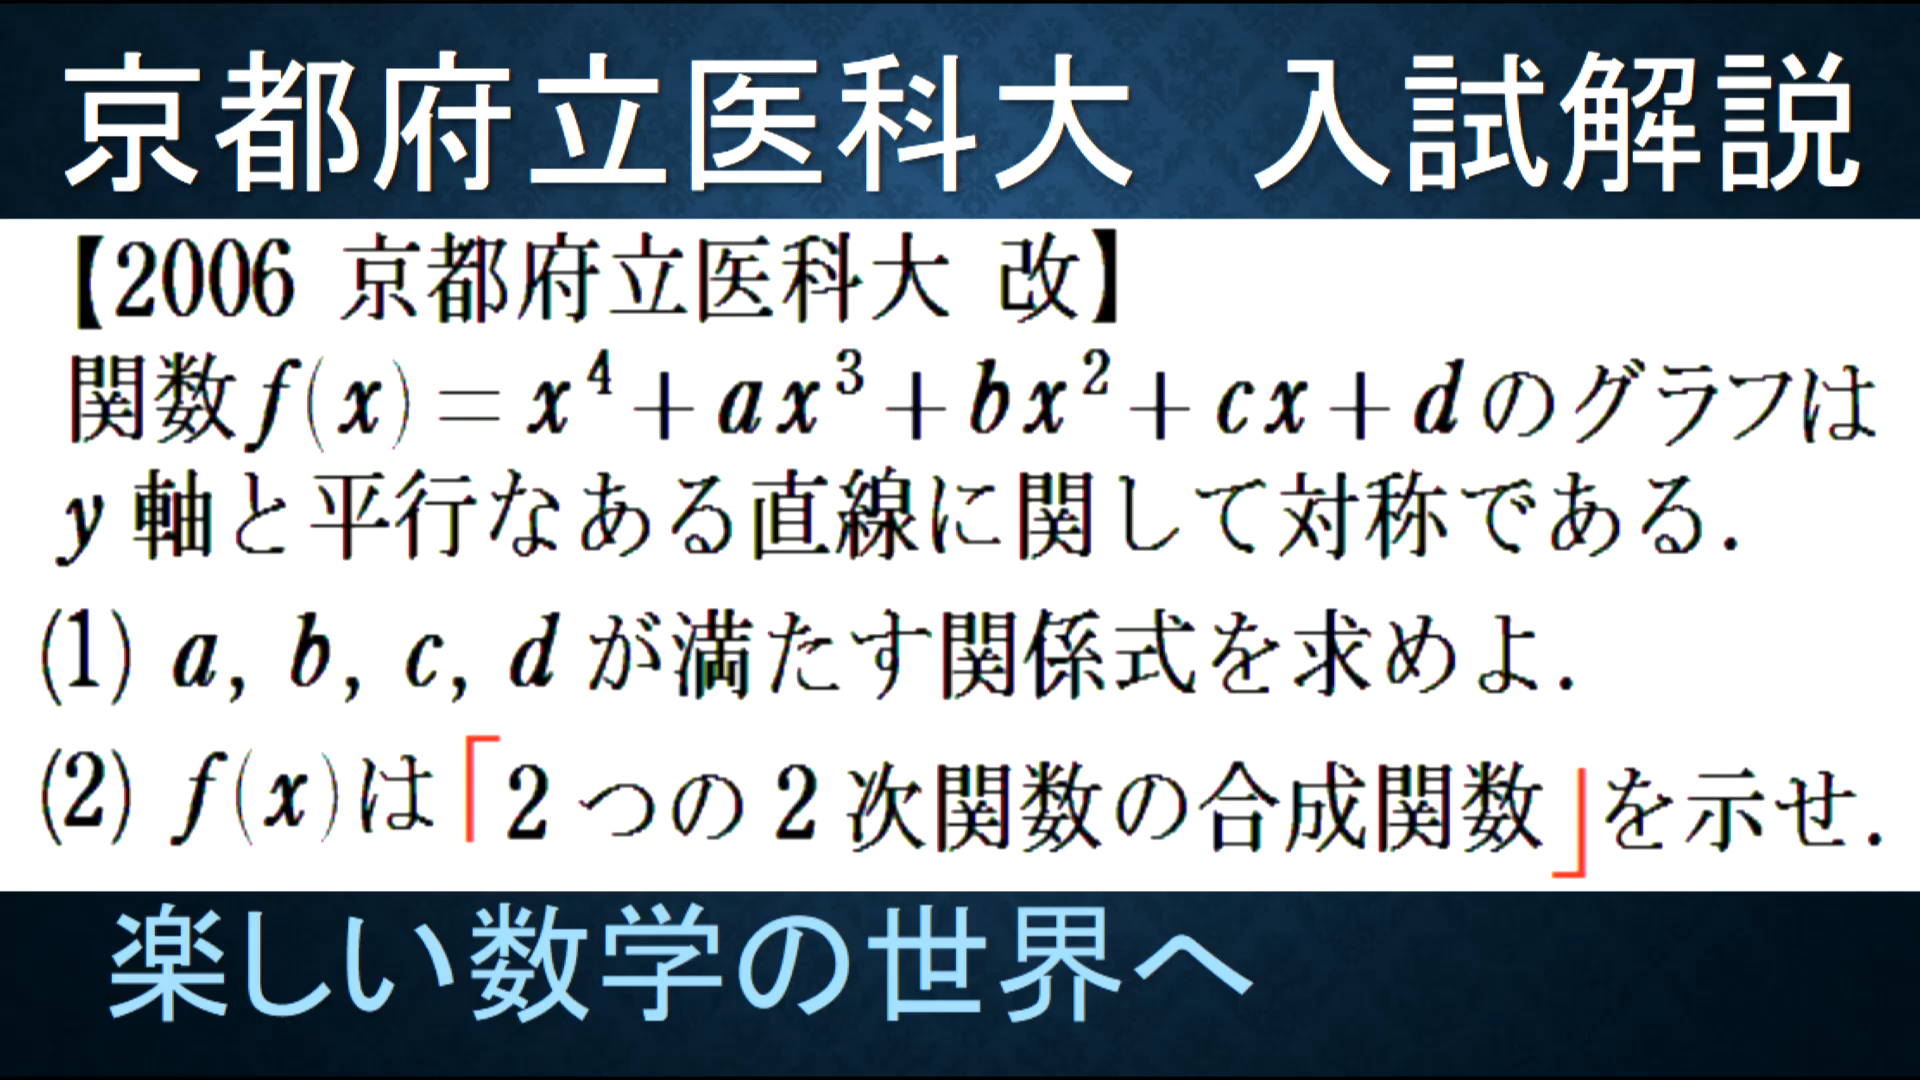 京都府立医科大 入試解説
【2006 京都府立医科大 改】
関数f(x)=x⁴+ax³+bx²+cx+dのグラフは
y軸と平行なある直線に関して対称である.
(1) a, b, c, d が満たす関係式を求めよ.
(2) f(x)は「2つの2次関数の合成関数」を示せ.
楽しい数学の世界へ